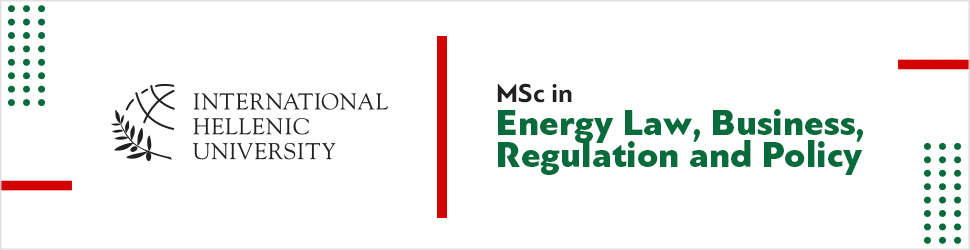 INTERNATIONAL
HELLENIC
UNIVERSITY
MSc in
Energy Law, Business,
Regulation and Policy